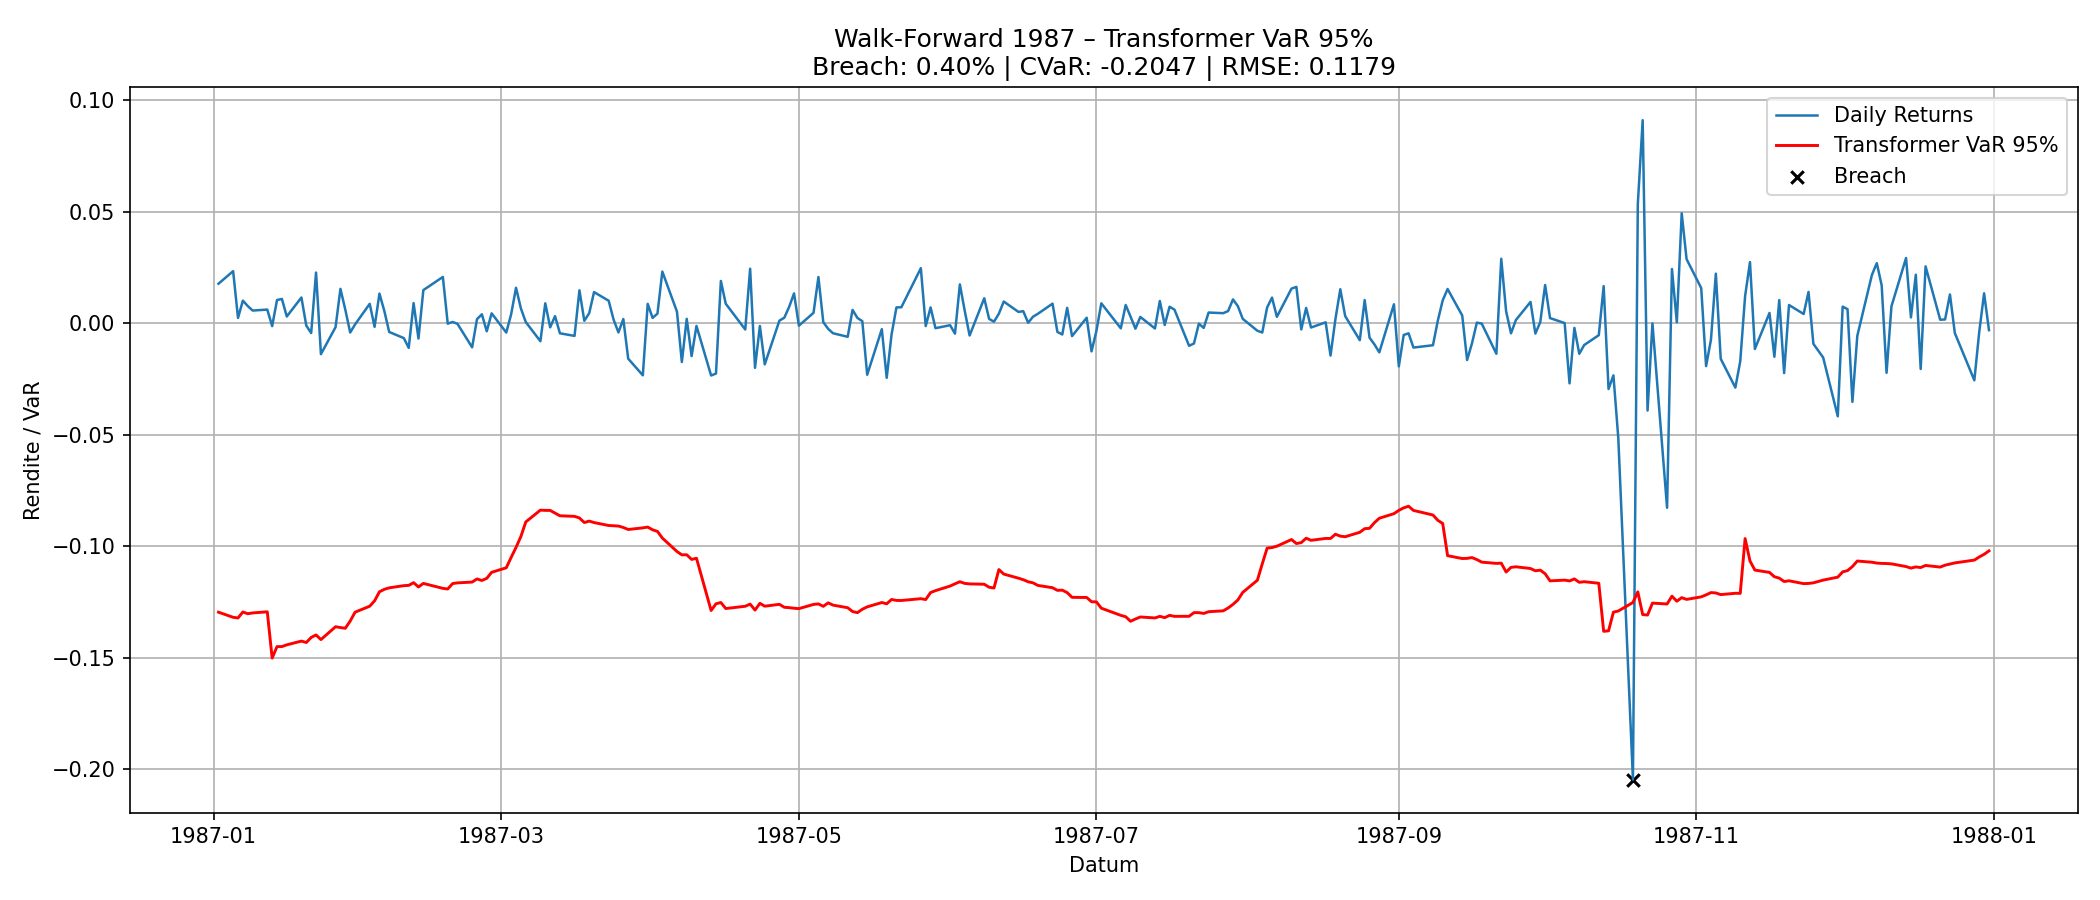 Walk-Forward 1987 – Transformer VaR 95%
Breach: 0.40% | CVaR: -0.2047 | RMSE: 0.1179
Daily Returns
Transformer VaR 95%
Breach
Rendite / VaR
0.10
0.05
0.00
−0.05
−0.10
−0.15
−0.20
1987-01
1987-03
1987-05
1987-07
1987-09
1987-11
1988-01
Datum